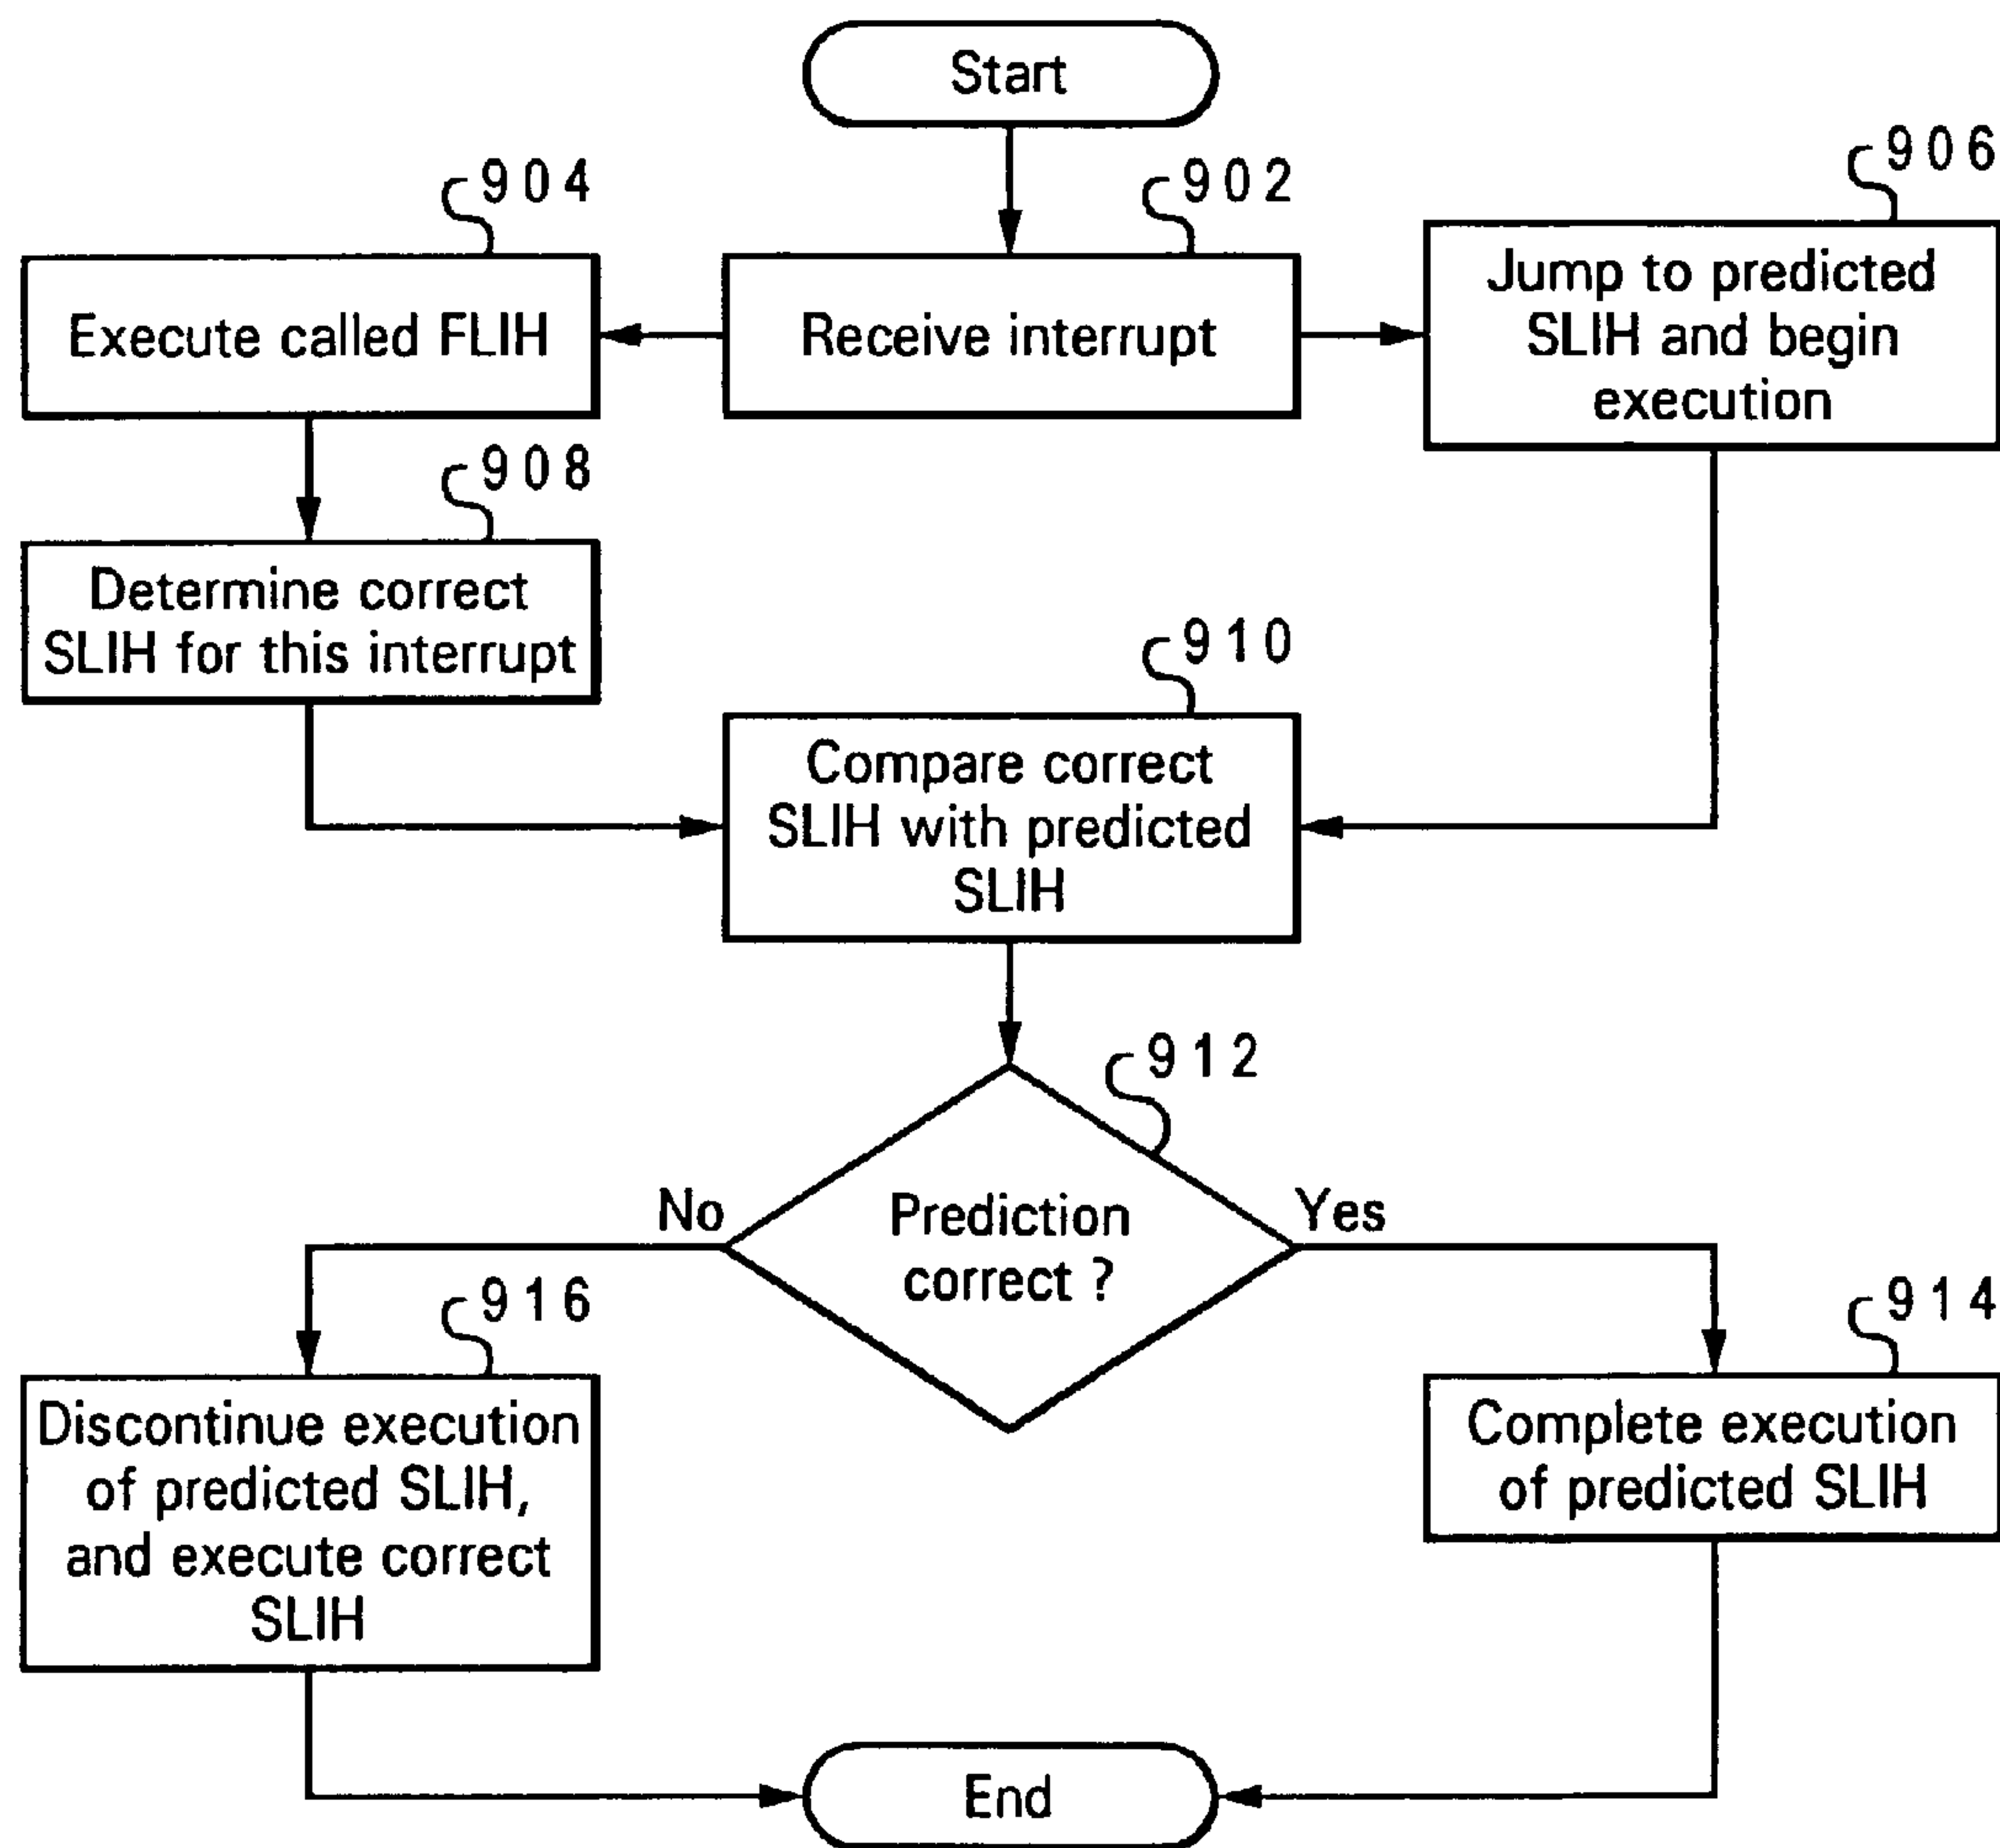 Start
904
902
906
Execute called FLIH
Receive interrupt
Jump to predicted
SLIH and begin
execution
908
Determine correct
SLIH for this interrupt
910
Compare correct
SLIH with predicted
SLIH
912
No
Prediction
correct ?
Yes
916
914
Discontinue execution
of predicted SLIH,
and execute correct
SLIH
Complete execution
of predicted SLIH
End